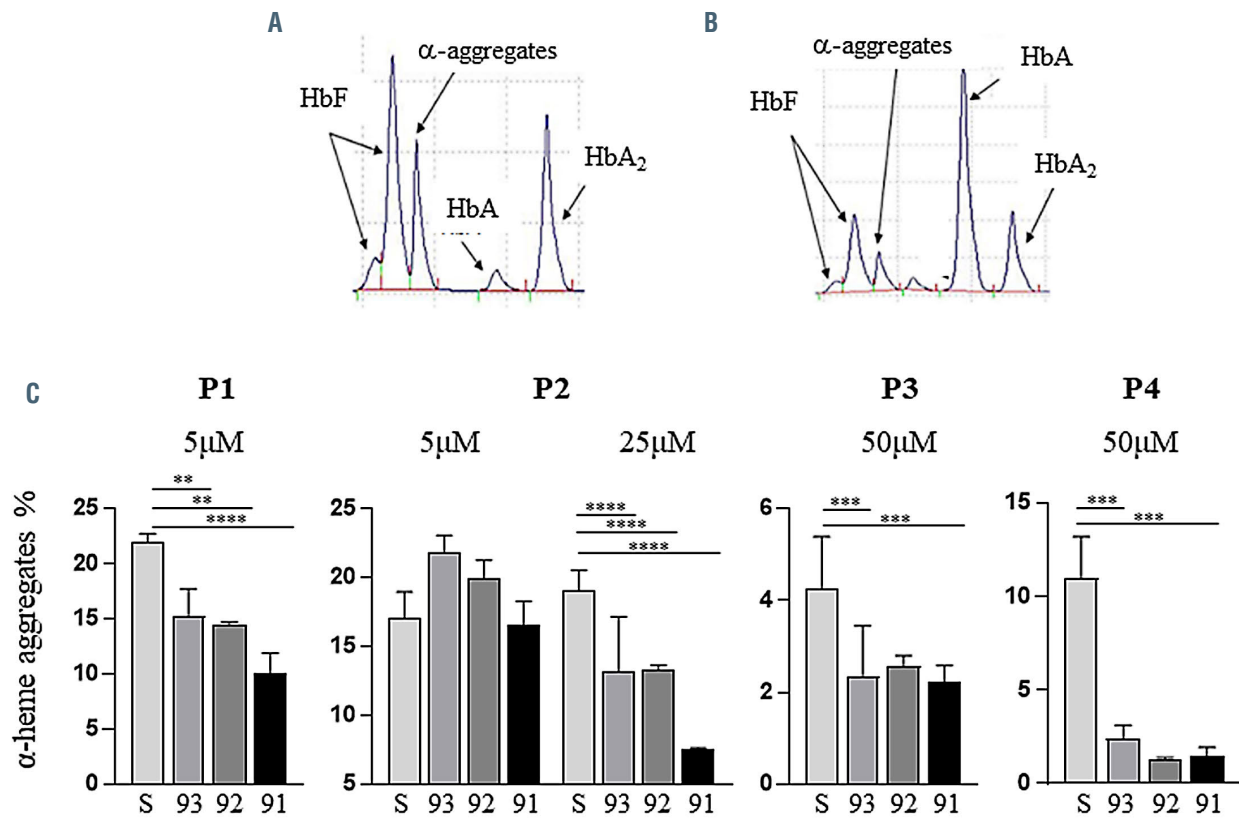 A
B
α-aggregates
HbF
HbA
HbA₂
α-aggregates
HbA
HbF
HbA₂
C
P1
P2
P3
P4
5μM
5μM
25μM
50μM
50μM
α-heme aggregates %
**
**
****
25
20
15
10
5
0
S 93 92 91
25
20
15
10
5
S 93 92 91
****
****
****
S 93 92 91
***
***
6
4
2
0
S 93 92 91
***
***
15
10
5
0
S 93 92 91